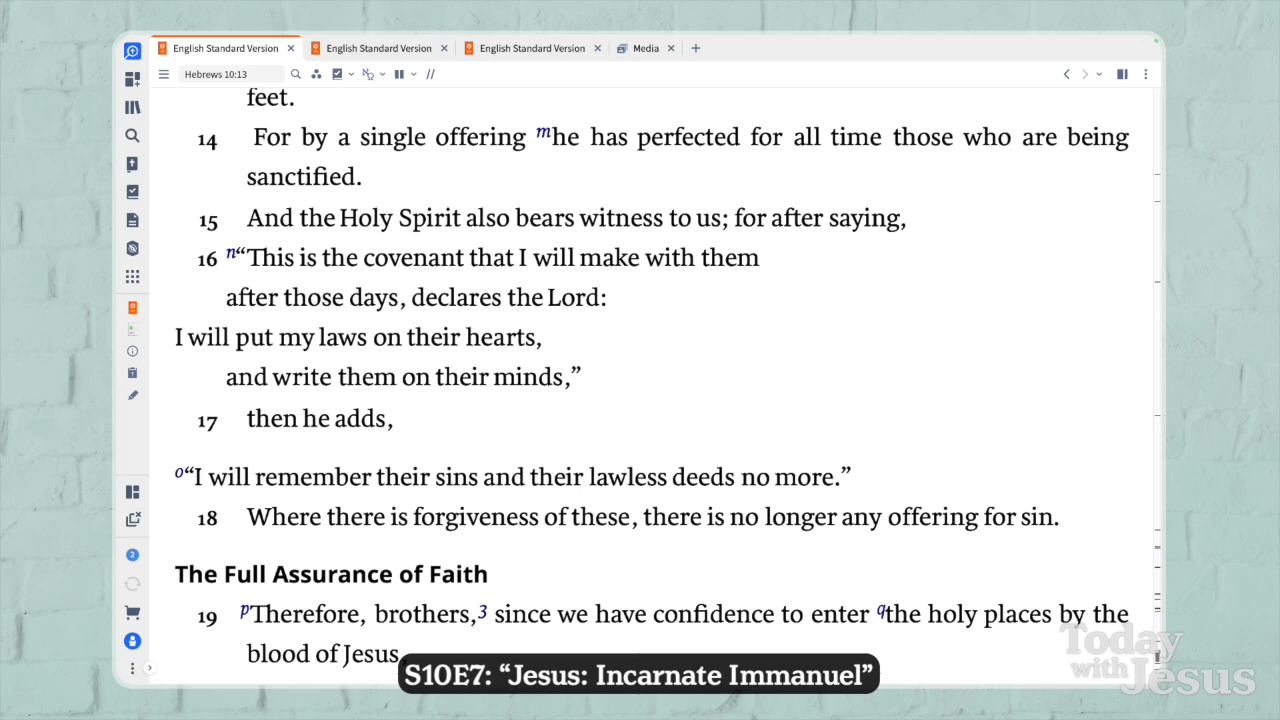 English Standard Version
English Standard Version
English Standard Version
Media
Hebrews 10:13
feet.
14 For by a single offering mhe has perfected for all time those who are being
sanctified.
15 And the Holy Spirit also bears witness to us; for after saying,
16 n“This is the covenant that I will make with them
after those days, declares the Lord:
I will put my laws on their hearts,
and write them on their minds,”
17 then he adds,
o“I will remember their sins and their lawless deeds no more.”
18 Where there is forgiveness of these, there is no longer any offering for sin.
The Full Assurance of Faith
19 pTherefore, brothers,3 since we have confidence to enter qthe holy places by the
blood of Jesus
2
S10E7: “Jesus: Incarnate Immanuel”
Today
with Jesus